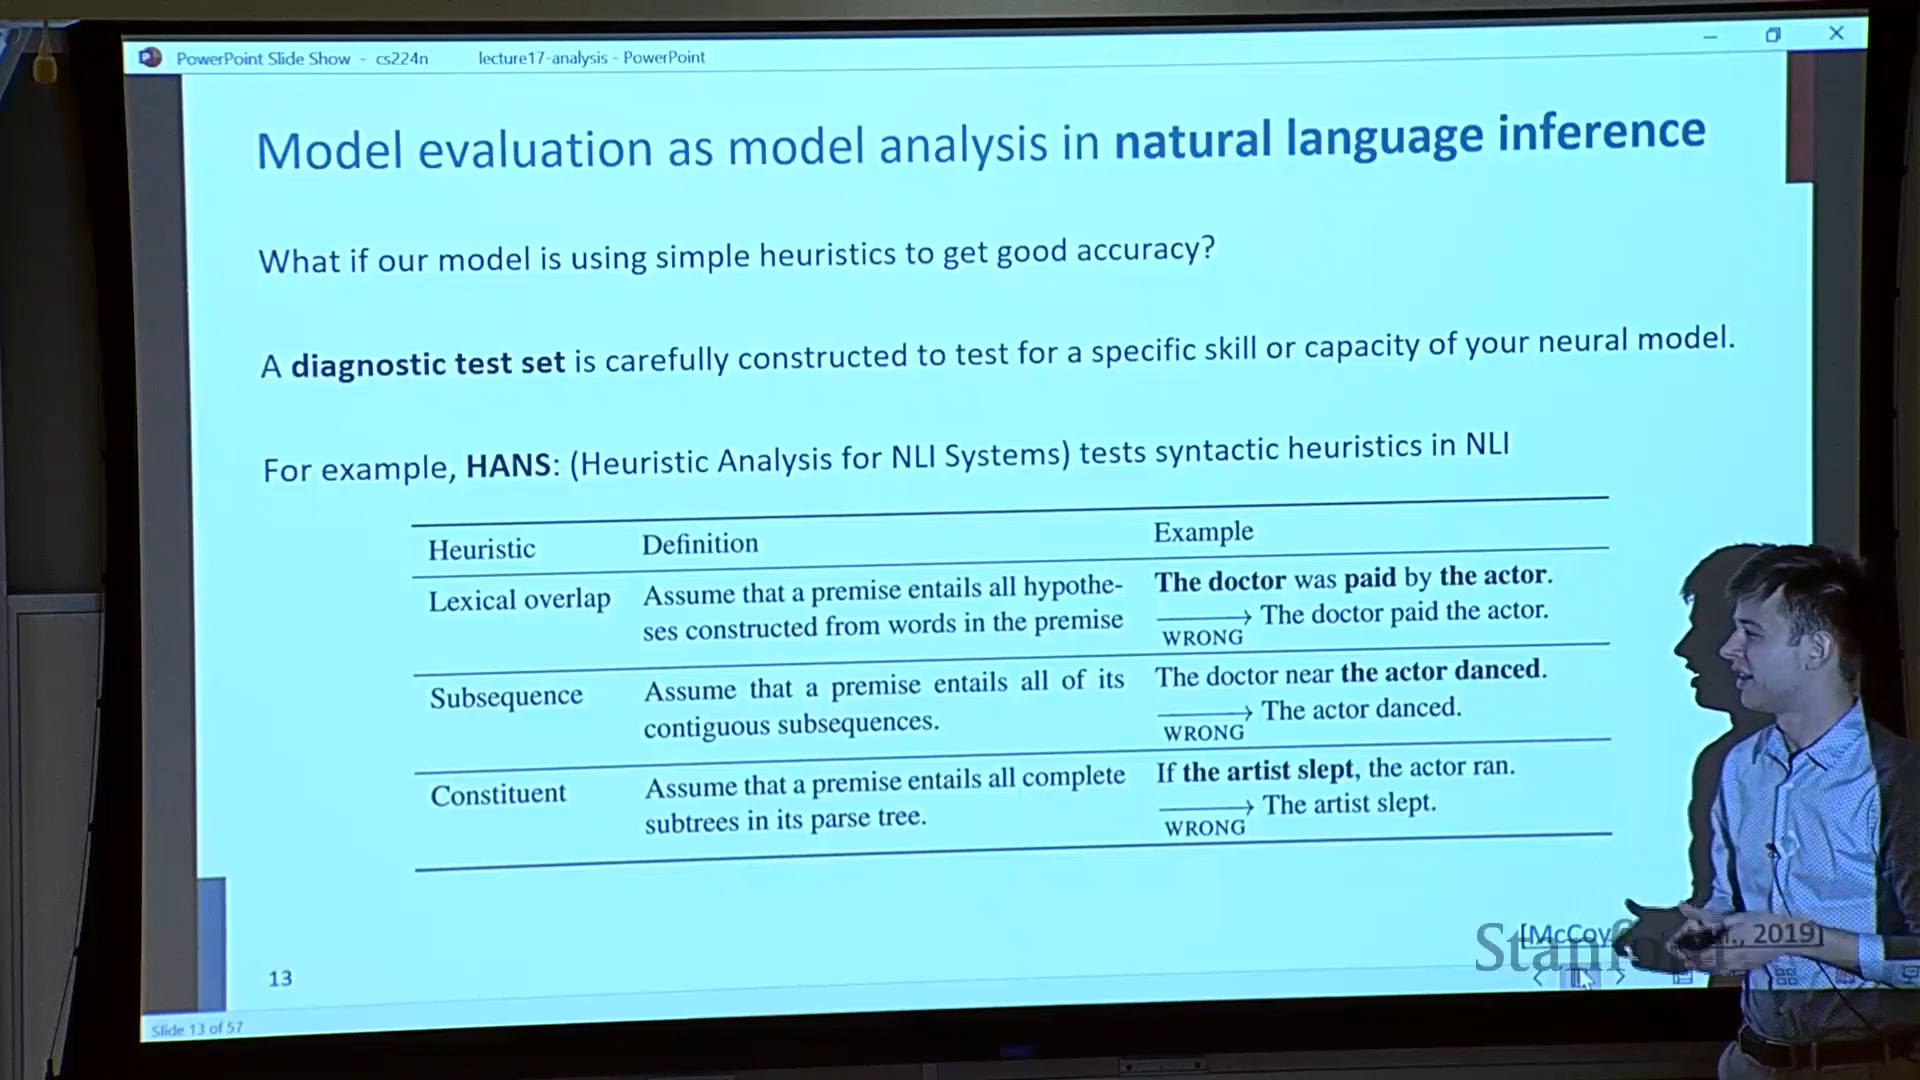 PowerPoint Slide Show - cs224n lecture17-analysis - PowerPoint
Model evaluation as model analysis in natural language inference
What if our model is using simple heuristics to get good accuracy?
A diagnostic test set is carefully constructed to test for a specific skill or capacity of your neural model.
For example, HANS: (Heuristic Analysis for NLI Systems) tests syntactic heuristics in NLI
Heuristic Definition Example
Lexical overlap Assume that a premise entails all hypothe- The doctor was paid by the actor.
ses constructed from words in the premise → The doctor paid the actor.
WRONG
Subsequence Assume that a premise entails all of its The doctor near the actor danced.
contiguous subsequences. → The actor danced.
WRONG
Constituent Assume that a premise entails all complete If the artist slept, the actor ran.
subtrees in its parse tree. → The artist slept.
WRONG
[McCoy 2019]
Stanford
13
Slide 13 of 57